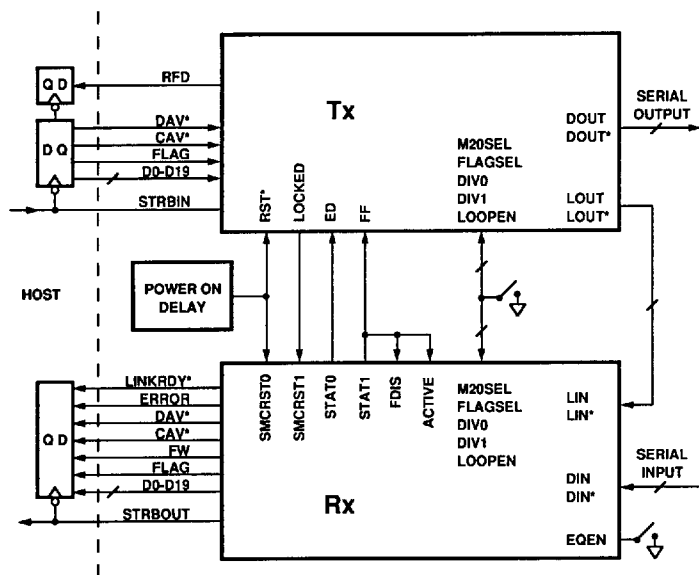 RFD
Q D
DAV*
CAV*
FLAG
D0-D19
D Q
STRBIN
Tx
RST*
LOCKED
ED
FF
M20SEL
FLAGSEL
DIV0
DIV1
LOOPEN
DOUT
DOUT*
LOUT
LOUT*
SERIAL
OUTPUT
HOST
POWER ON
DELAY
LINKRDY*
ERROR
DAV*
CAV*
FW
FLAG
D0-D19
Q D
STRBOUT
SMCRST0
SMCRST1
STAT0
STAT1
FDIS
ACTIVE
M20SEL
FLAGSEL
DIV0
DIV1
LOOPEN
Rx
LIN
LIN*
DIN
DIN*
EQEN
SERIAL
INPUT